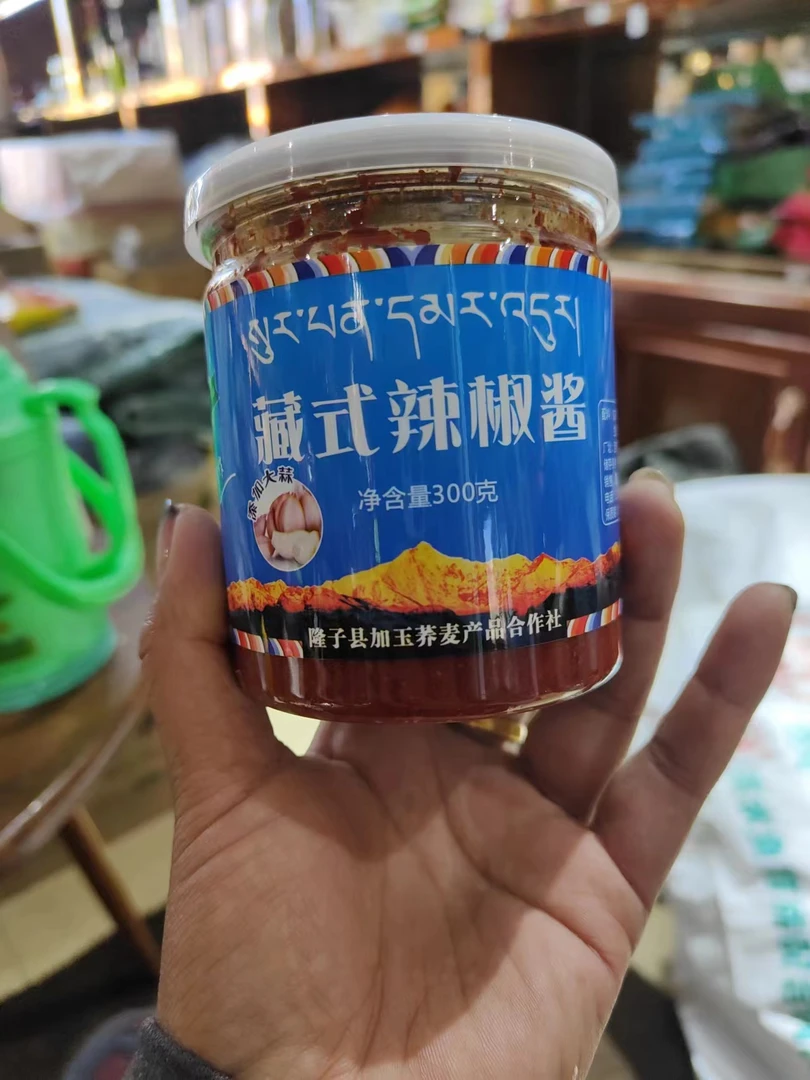 ལྷར་པན་དམར་འདུར།
藏式辣椒酱
添加大蒜
净含量300克
隆子县加玉荞麦产品合作社